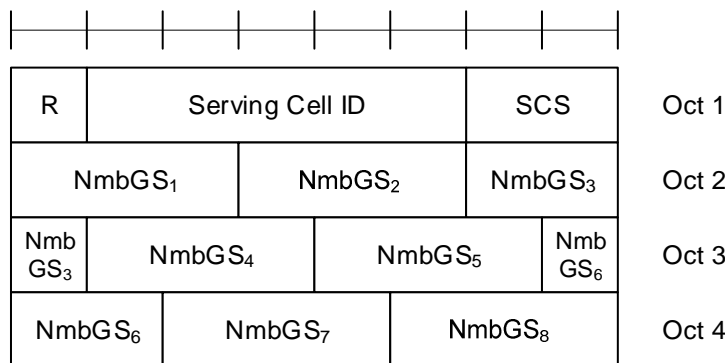 R Serving Cell ID SCS Oct 1
NmbGS₁ NmbGS₂ NmbGS₃ Oct 2
Nmb GS₃ NmbGS₄ NmbGS₅ Nmb GS₆ Oct 3
NmbGS₆ NmbGS₇ NmbGS₈ Oct 4